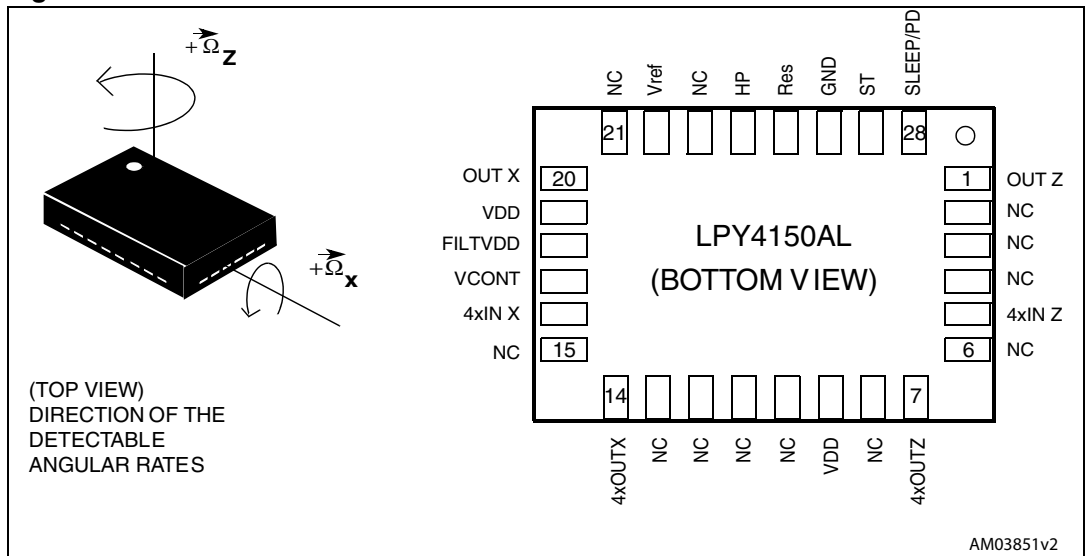 +Ω Z
+Ω x
(TOP VIEW)
DIRECTION OF THE
DETECTABLE
ANGULAR RATES
NC
Vref
NC
HP
Res
GND
ST
SLEEP/PD
21
28
OUT X
20
1
OUT Z
VDD
NC
FILTVDD
NC
VCONT
NC
4xIN X
4xIN Z
NC
15
6
NC
LPY4150AL
(BOTTOM VIEW)
14
7
4xOUTX
NC
NC
NC
NC
VDD
NC
4xOUTZ
AM03851v2